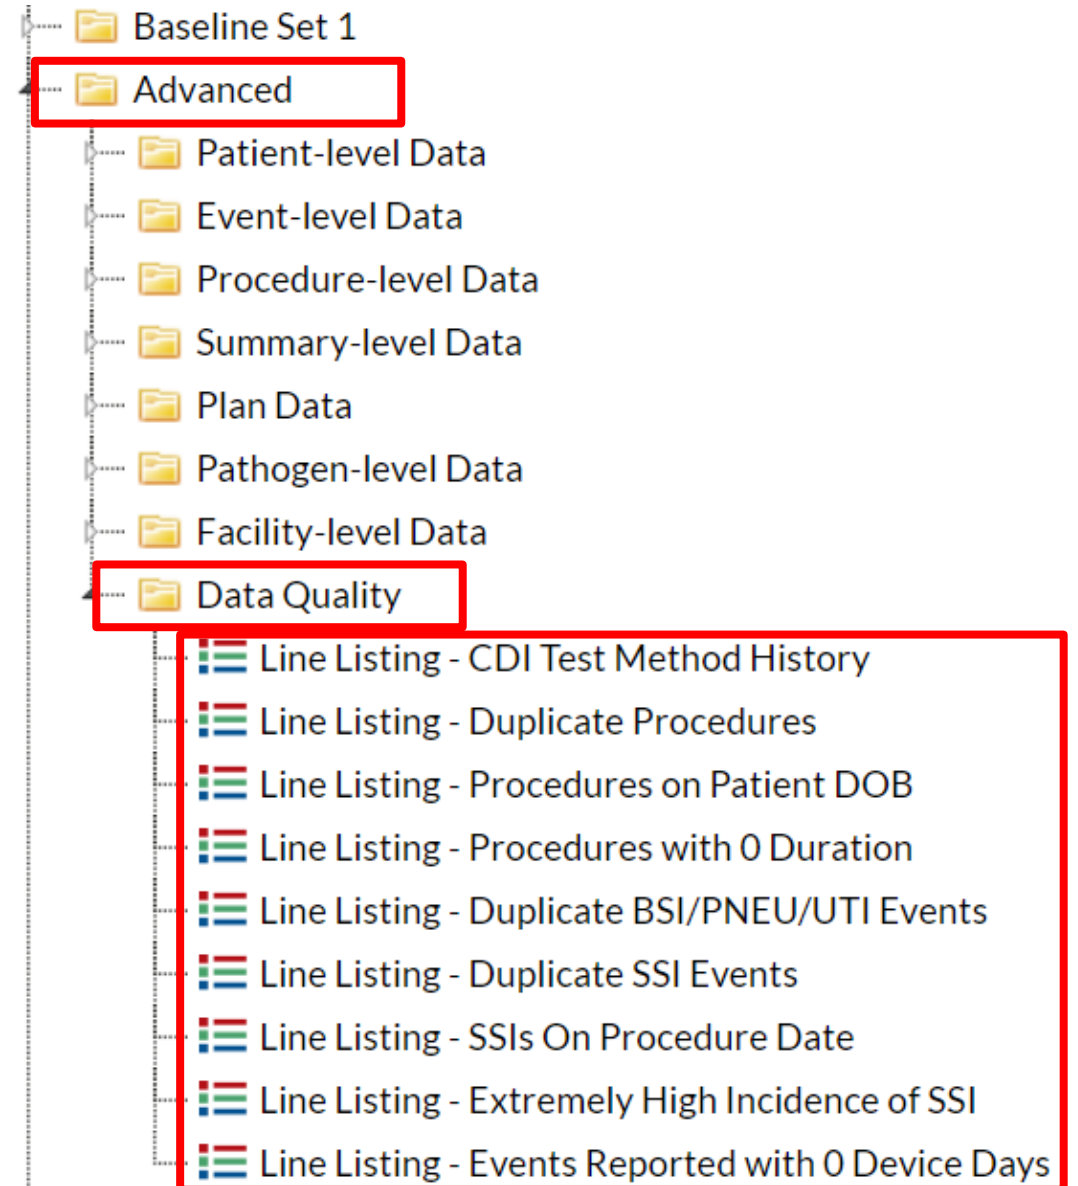 Baseline Set 1
Advanced
Patient-level Data
Event-level Data
Procedure-level Data
Summary-level Data
Plan Data
Pathogen-level Data
Facility-level Data
Data Quality
Line Listing - CDI Test Method History
Line Listing - Duplicate Procedures
Line Listing - Procedures on Patient DOB
Line Listing - Procedures with 0 Duration
Line Listing - Duplicate BSI/PNEU/UTI Events
Line Listing - Duplicate SSI Events
Line Listing - SSIs On Procedure Date
Line Listing - Extremely High Incidence of SSI
Line Listing - Events Reported with 0 Device Days